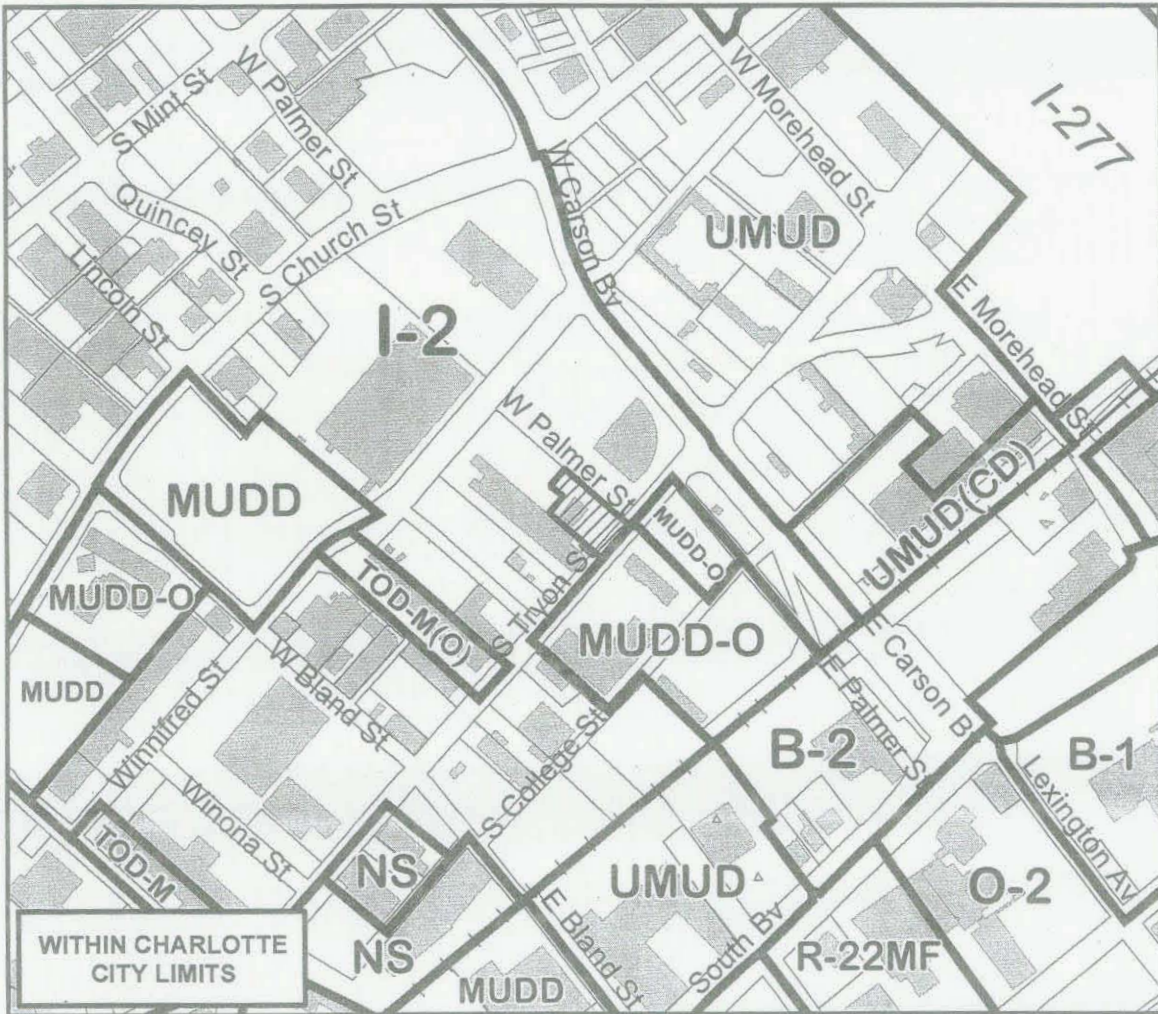 W Palmer St
S Mint St
W Morehead St
I-277
Quincey St
S Church St
W Carson Bv
UMUD
Lincoln St
I-2
E Morehead St
W Palmer St
MUDD
MUDD-O
UMUD(CD)
MUDD-O
TOD-M(O)
S Tryon St
MUDD-O
E Carson B
MUDD
W Bland St
Winnifred St
E Palmer St
B-2
B-1
S College St
Lexington Av
Winona St
TOD-M
NS
UMUD
O-2
WITHIN CHARLOTTE
CITY LIMITS
NS
E Bland St
South Bv
R-22MF
MUDD